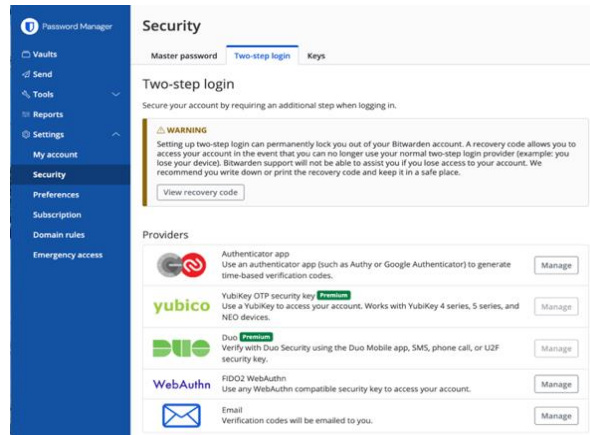 Password Manager
Vaults
Send
Tools
Reports
Settings
My account
Security
Preferences
Subscription
Domain rules
Emergency access
Security
Master password Two-step login Keys
Two-step login
Secure your account by requiring an additional step when logging in.
WARNING
Setting up two-step login can permanently lock you out of your Bitwarden account. A recovery code allows you to
access your account in the event that you can no longer use your normal two-step login provider (example: you
lose your device). Bitwarden support will not be able to assist you if you lose access to your account. We
recommend you write down or print the recovery code and keep it in a safe place.
View recovery code
Providers
Authenticator app
Use an authenticator app (such as Authy or Google Authenticator) to generate
time-based verification codes.
Manage
yubico
YubiKey OTP security key Premium
Use a YubiKey to access your account. Works with YubiKey 4 series, 5 series, and
NEO devices.
Manage
DUO
Duo Premium
Verify with Duo Security using the Duo Mobile app, SMS, phone call, or U2F
security key.
Manage
WebAuthn
FIDO2 WebAuthn
Use any WebAuthn compatible security key to access your account.
Manage
Email
Verification codes will be emailed to you.
Manage